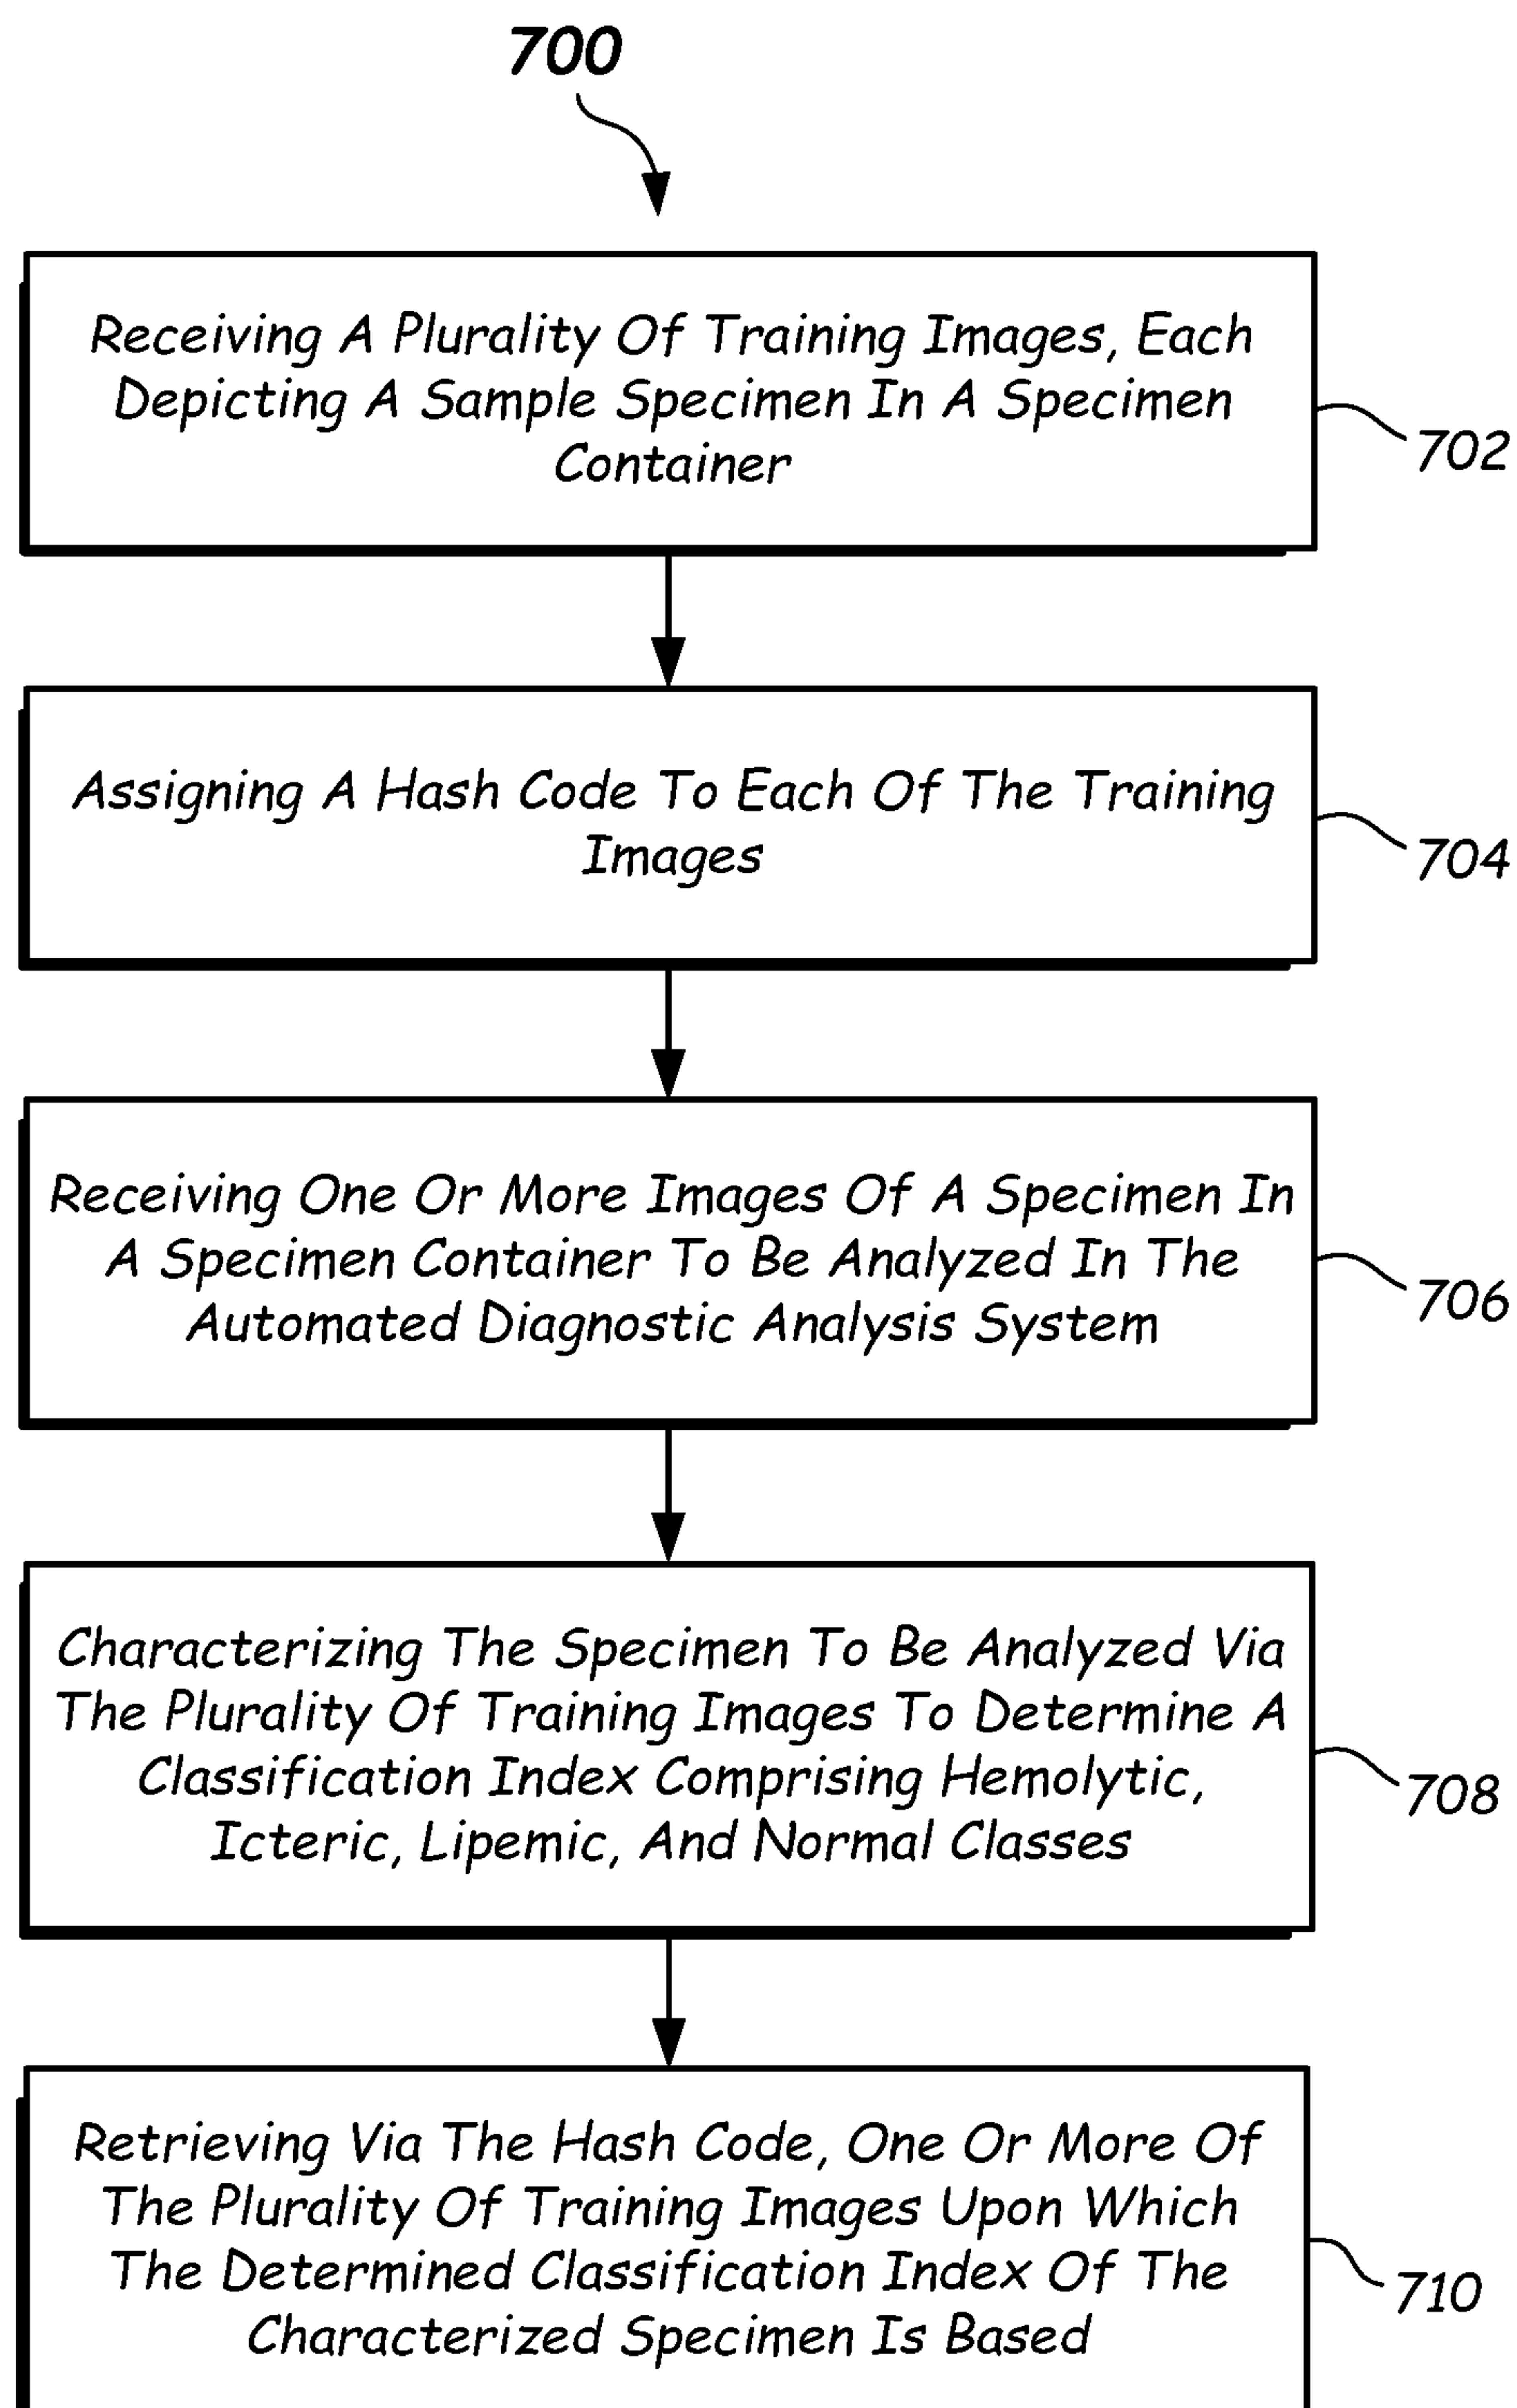 700
Receiving A Plurality Of Training Images, Each
Depicting A Sample Specimen In A Specimen
Container
702
Assigning A Hash Code To Each Of The Training
Images
704
Receiving One Or More Images Of A Specimen In
A Specimen Container To Be Analyzed In The
Automated Diagnostic Analysis System
706
Characterizing The Specimen To Be Analyzed Via
The Plurality Of Training Images To Determine A
Classification Index Comprising Hemolytic,
Icteric, Lipemic, And Normal Classes
708
Retrieving Via The Hash Code, One Or More Of
The Plurality Of Training Images Upon Which
The Determined Classification Index Of The
Characterized Specimen Is Based
710